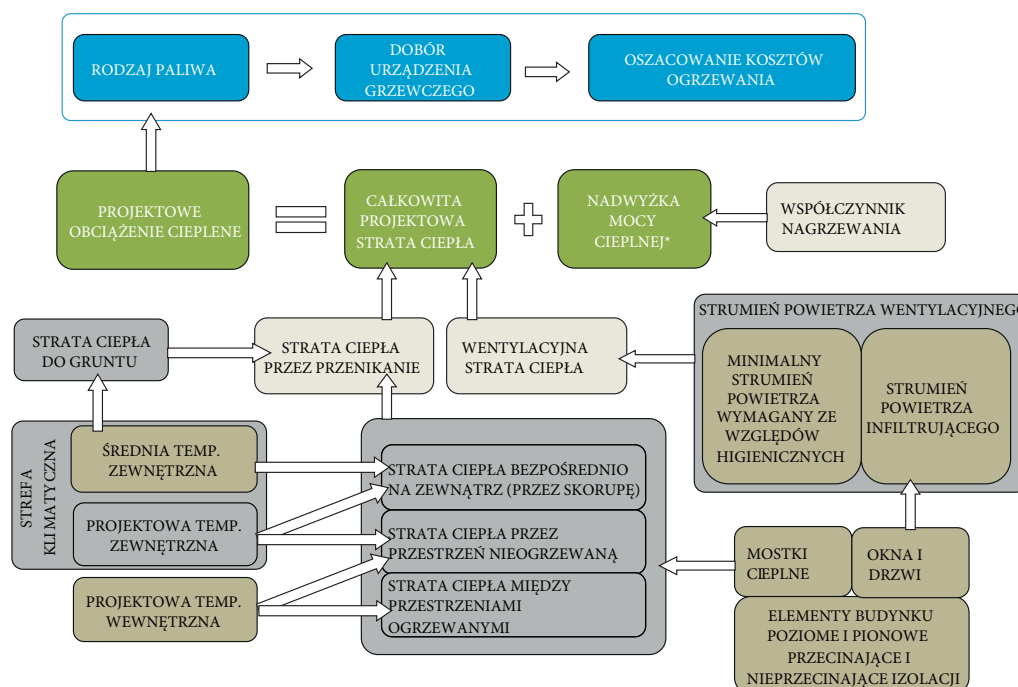 RODZAJ PALIWA
DOBÓR
URZĄDZENIA
GRZEWCZEGO
OSZACOWANIE KOSZTÓW
OGRZEWANIA
PROJEKTOWE
OBCIĄŻENIE CIEPLENE
CAŁKOWITA
PROJEKTOWA
STRATA CIEPŁA
NADWYŻKA
MOCY
CIEPLNEJ*
WSPÓŁCZYNNIK
NAGRZEWANIA
STRATA CIEPŁA
DO GRUNTU
STRATA CIEPŁA
PRZEZ PRZENIKANIE
WENTYLACYJNA
STRATA CIEPŁA
STRUMIEŃ POWIETRZA WENTYLACYJNEGO
MINIMALNY
STRUMIEŃ
POWIETRZA
WYMAGANY ZE
WZGLĘDÓW
HIGIENICZNYCH
STRUMIEŃ
POWIETRZA
INFILTRUJĄCEGO
STREFA
KLIMATYCZNA
ŚREDNIA TEMP.
ZEWNĘTRZNA
PROJEKTOWA TEMP.
ZEWNĘTRZNA
PROJEKTOWA TEMP.
WEWNĘTRZNA
STRATA CIEPŁA BEZPOŚREDNIO
NA ZEWNĄTRZ (PRZEZ SKORUPĘ)
STRATA CIEPŁA PRZEZ
PRZESTRZEŃ NIEOGRZEWANĄ
STRATA CIEPŁA MIĘDZY
PRZESTRZENIAMI
OGRZEWANYMI
MOSTKI
CIEPLNE
OKNA I
DRZWI
ELEMENTY BUDYNKU
POZIOME I PIONOWE
PRZECINAJĄCE I
NIEPRZECINAJĄCE IZOLACJI